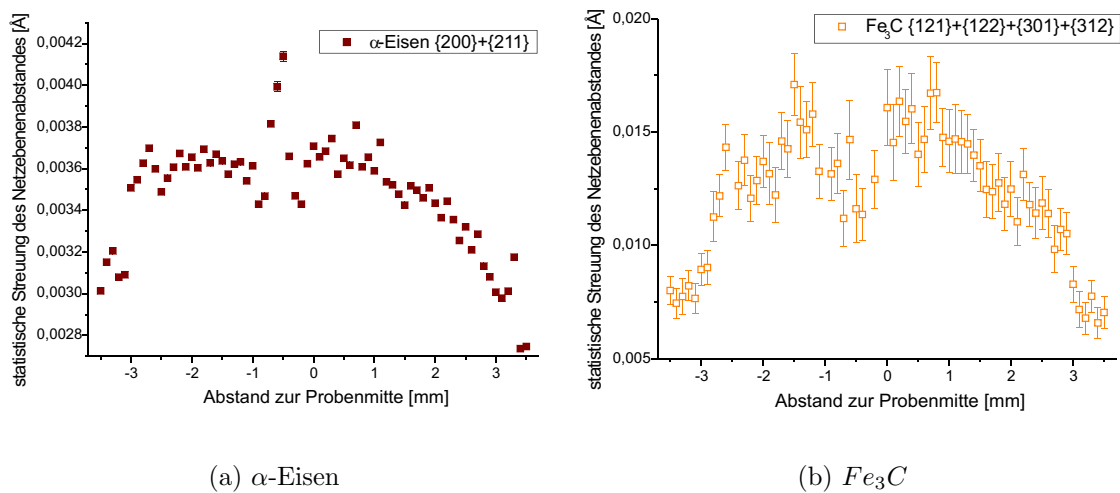 statistische Streuung des Netzebenenabstandes [Å]
0,0042
0,0040
0,0038
0,0036
0,0034
0,0032
0,0030
0,0028
α-Eisen {200}+{211}
-3 -2 -1 0 1 2 3
Abstand zur Probenmitte [mm]
(a) α-Eisen
statistische Streuung des Netzebenenabstandes [Å]
0,020
0,015
0,010
0,005
Fe3C {121}+{122}+{301}+{312}
-3 -2 -1 0 1 2 3
Abstand zur Probenmitte [mm]
(b) Fe3C